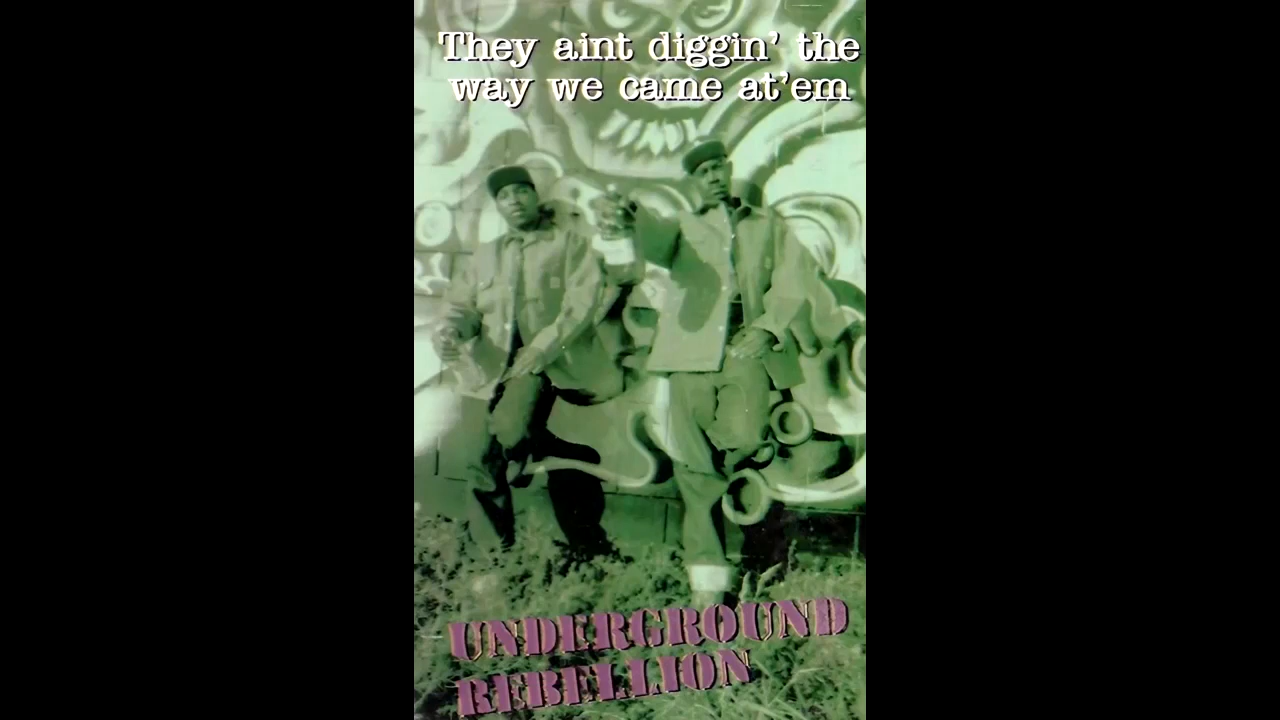 They aint diggin' the
way we came at'em
UNDERGROUND
REBELLION